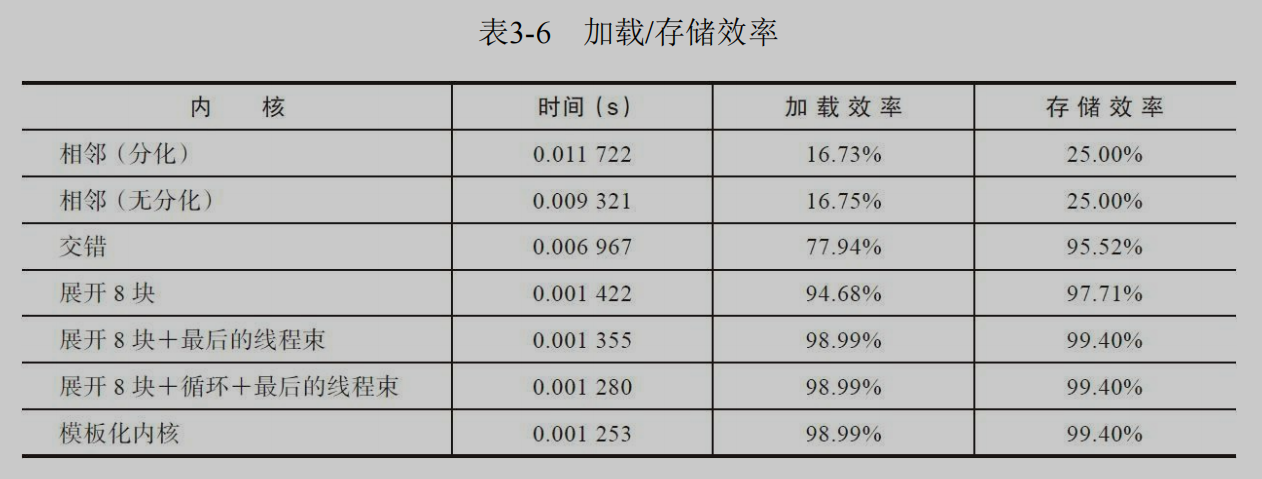 表3-6 加载/存储效率
内 核 时间(s) 加载效率 存储效率
相邻(分化) 0.011 722 16.73% 25.00%
相邻(无分化) 0.009 321 16.75% 25.00%
交错 0.006 967 77.94% 95.52%
展开 8 块 0.001 422 94.68% 97.71%
展开 8 块+最后的线程束 0.001 355 98.99% 99.40%
展开 8 块+循环+最后的线程束 0.001 280 98.99% 99.40%
模板化内核 0.001 253 98.99% 99.40%